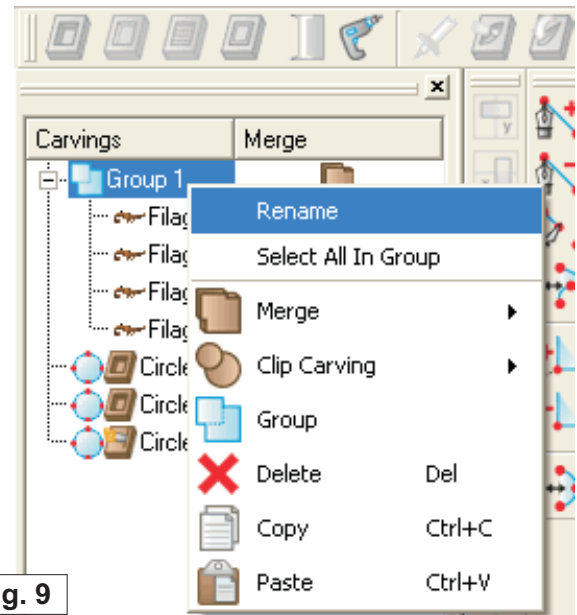 Carvings Merge
Group 1
Rename
Filag
Select All In Group
Filag
Filag
Merge
Filag
Circle
Clip Carving
Circle
Group
Circle
Delete Del
Copy Ctrl+C
Paste Ctrl+V
g. 9
y
x